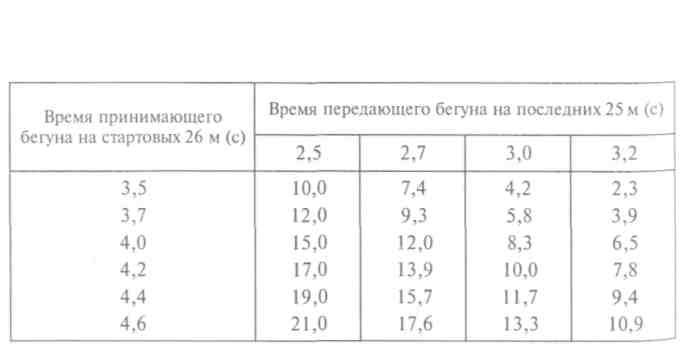 Время принимающего бегуна на стартовых 26 м (с)
Время передающего бегуна на последних 25 м (с)
2,5 2,7 3,0 3,2
3,5 10,0 7,4 4,2 2,3
3,7 12,0 9,3 5,8 3,9
4,0 15,0 12,0 8,3 6,5
4,2 17,0 13,9 10,0 7,8
4,4 19,0 15,7 11,7 9,4
4,6 21,0 17,6 13,3 10,9